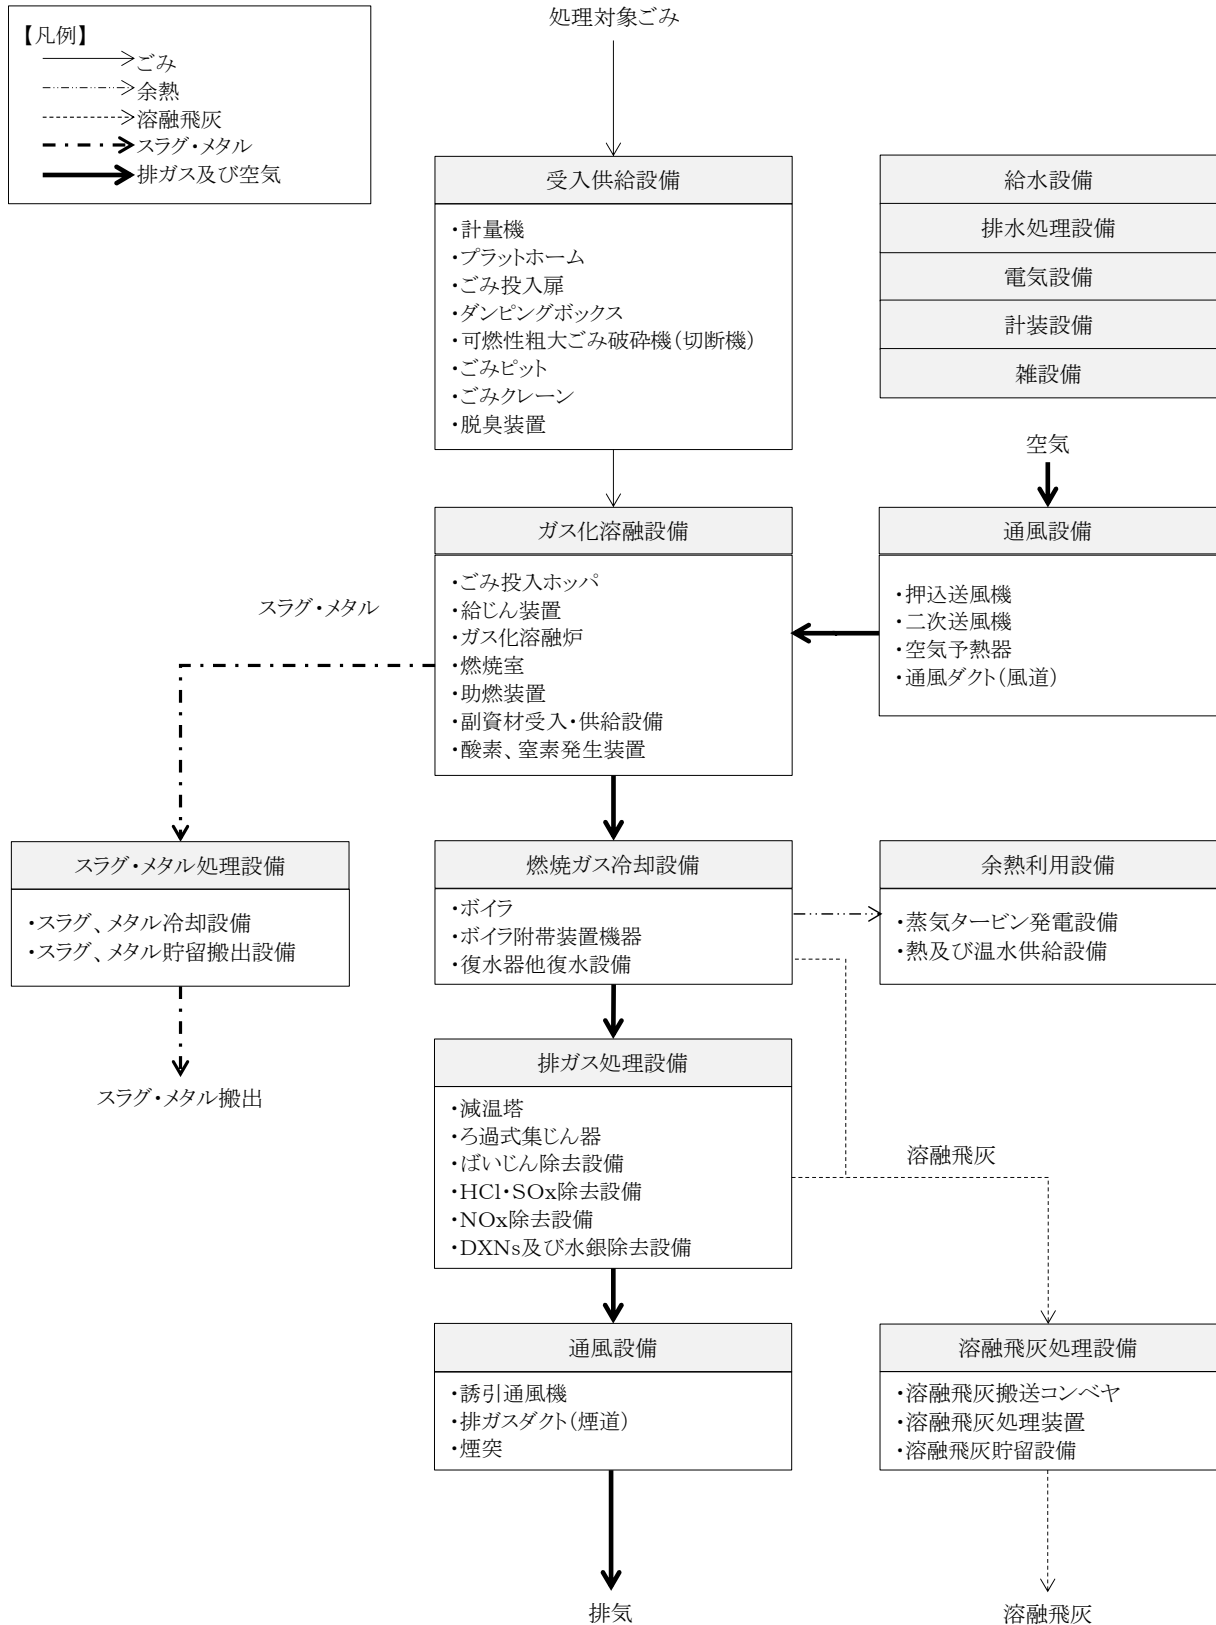 処理対象ごみ
【凡例】
ごみ
余熱
溶融飛灰
スラグ・メタル
排ガス及び空気
受入供給設備
・計量機
・プラットホーム
・ごみ投入扉
・ダンピングボックス
・可燃性粗大ごみ破砕機（切断機）
・ごみピット
・ごみクレーン
・脱臭装置
給水設備
排水処理設備
電気設備
計装設備
雑設備
空気
ガス化溶融設備
・ごみ投入ホッパ
・給じん装置
・ガス化溶融炉
・燃焼室
・助燃装置
・副資材受入・供給設備
・酸素、窒素発生装置
通風設備
・押込送風機
・二次送風機
・空気予熱器
・通風ダクト（風道）
スラグ・メタル
スラグ・メタル処理設備
・スラグ、メタル冷却設備
・スラグ、メタル貯留搬出設備
スラグ・メタル搬出
燃焼ガス冷却設備
・ボイラ
・ボイラ附帯装置機器
・復水器他復水設備
余熱利用設備
・蒸気タービン発電設備
・熱及び温水供給設備
排ガス処理設備
・減温塔
・ろ過式集じん器
・ばいじん除去設備
・HCl・SOx除去設備
・NOx除去設備
・DXNs及び水銀除去設備
溶融飛灰
通風設備
・誘引通風機
・排ガスダクト（煙道）
・煙突
溶融飛灰処理設備
・溶融飛灰搬送コンベヤ
・溶融飛灰処理装置
・溶融飛灰貯留設備
排気
溶融飛灰